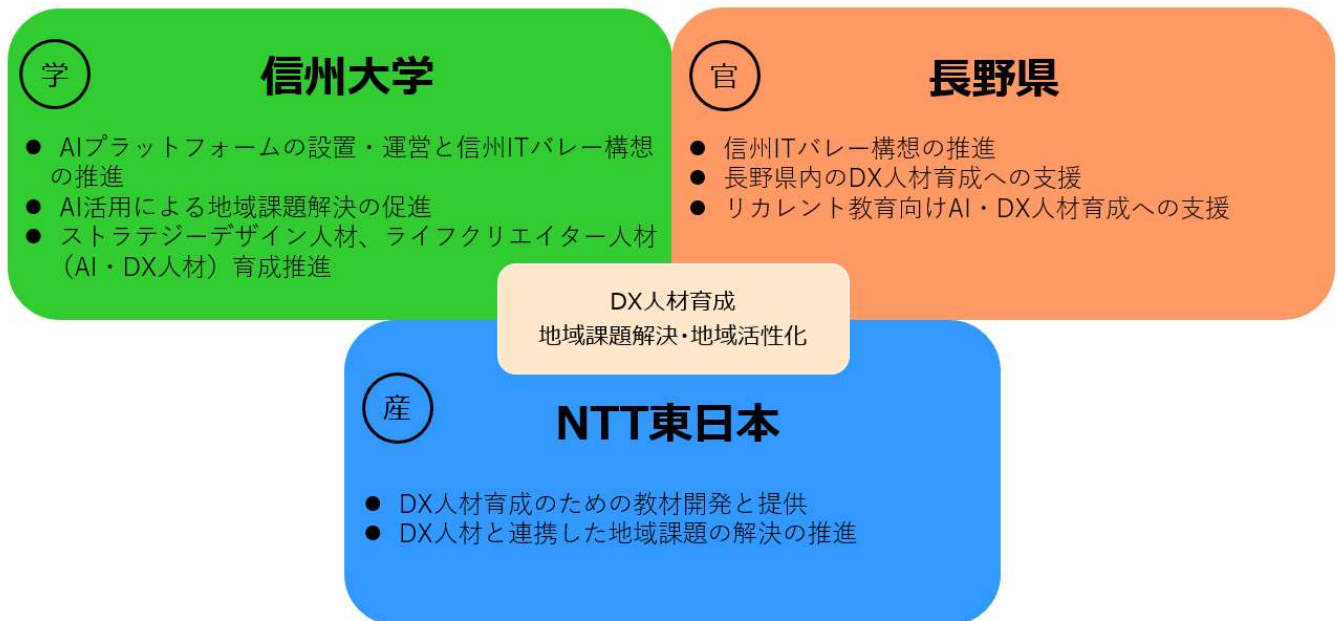 学
信州大学
● AIプラットフォームの設置・運営と信州ITバレー構想
の推進
● AI活用による地域課題解決の促進
● ストラテジーデザイン人材、ライフクリエイター人材
（AI・DX人材）育成推進
官
長野県
● 信州ITバレー構想の推進
● 長野県内のDX人材育成への支援
● リカレント教育向けAI・DX人材育成への支援
DX人材育成
地域課題解決･地域活性化
産
NTT東日本
● DX人材育成のための教材開発と提供
● DX人材と連携した地域課題の解決の推進